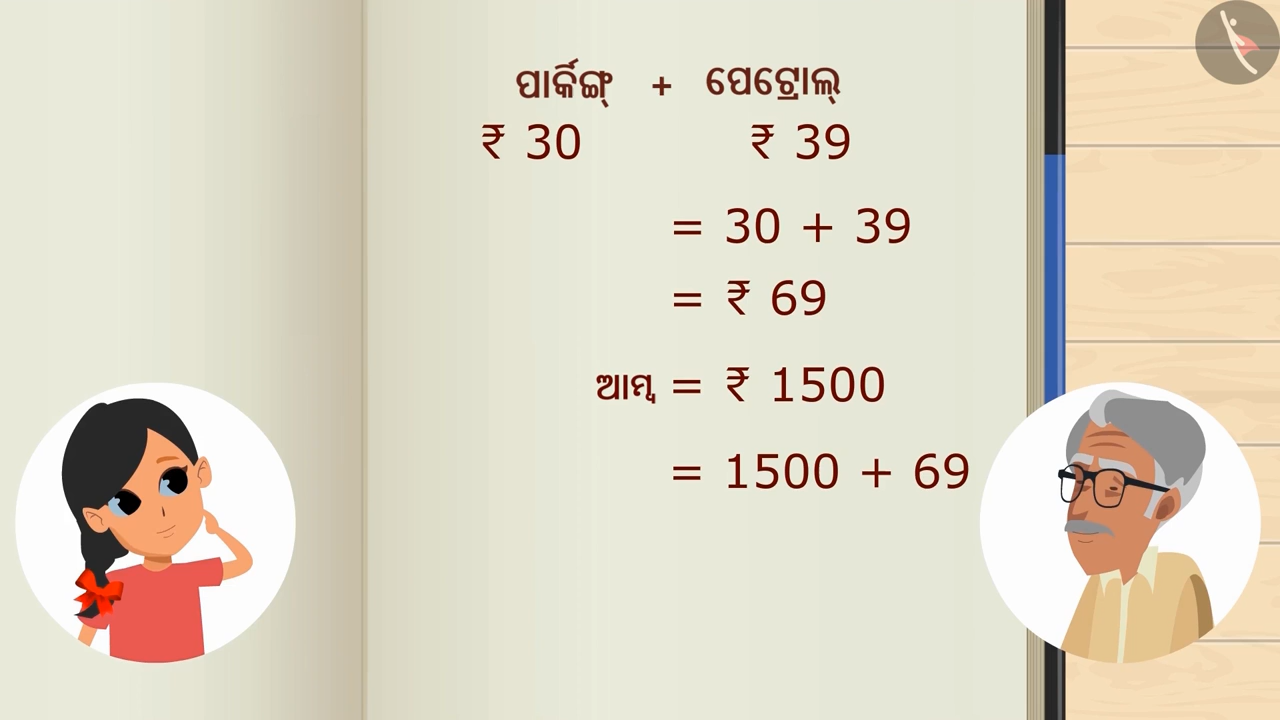 ପାର୍କିଙ୍ଗ୍ + ପେଟ୍ରୋଲ୍
₹ 30 ₹ 39
= 30 + 39
= ₹ 69
ଆମ୍ବ = ₹ 1500
= 1500 + 69